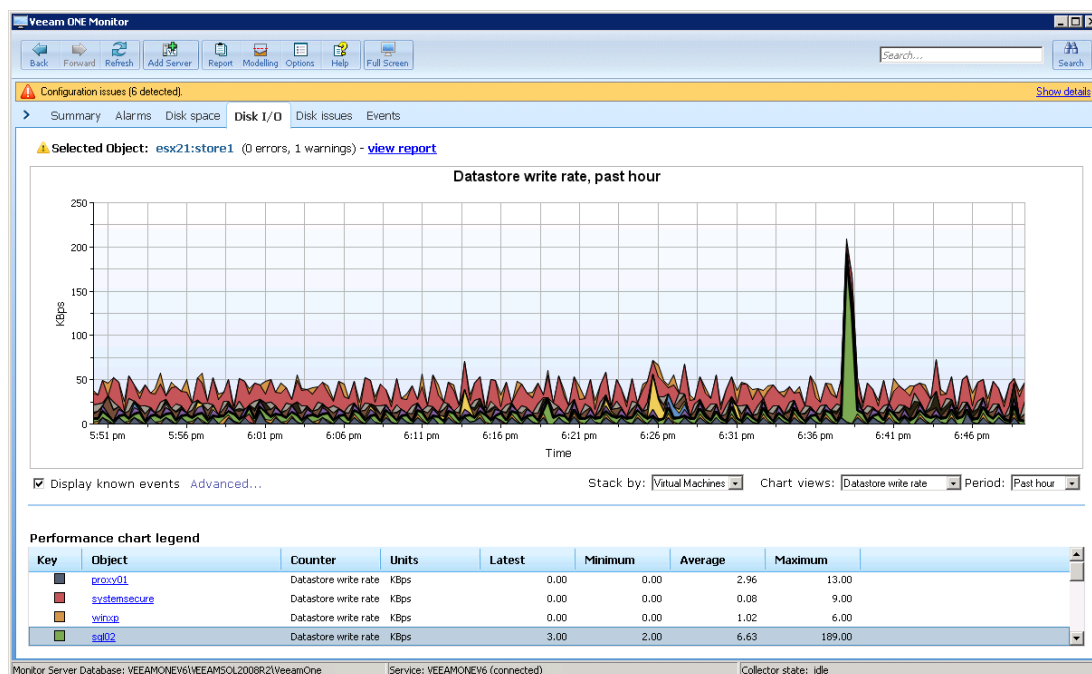 Veeam ONE Monitor
Back Forward Refresh Add Server Report Modelling Options Help Full Screen Search... Search
Configuration issues (6 detected). Show details
Summary Alarms Disk space Disk I/O Disk issues Events
Selected Object: esx21:store1 (0 errors, 1 warnings) - view report
Datastore write rate, past hour
250
200
150
100
50
0
KBps
5:51 pm 5:56 pm 6:01 pm 6:06 pm 6:11 pm 6:16 pm 6:21 pm 6:26 pm 6:31 pm 6:36 pm 6:41 pm 6:46 pm
Time
Display known events Advanced... Stack by: Virtual Machines Chart views: Datastore write rate Period: Past hour
Performance chart legend
Key Object Counter Units Latest Minimum Average Maximum
proxy01 Datastore write rate KBps 0.00 0.00 2.96 13.00
systemsecure Datastore write rate KBps 0.00 0.00 0.08 9.00
winxp Datastore write rate KBps 0.00 0.00 1.02 6.00
sql02 Datastore write rate KBps 3.00 2.00 6.63 189.00
Monitor Server Database: VEEAMONEV6\VEEAMSQL2008R2\VeeamOne Service: VEEAMONEV6 (connected) Collector state: idle